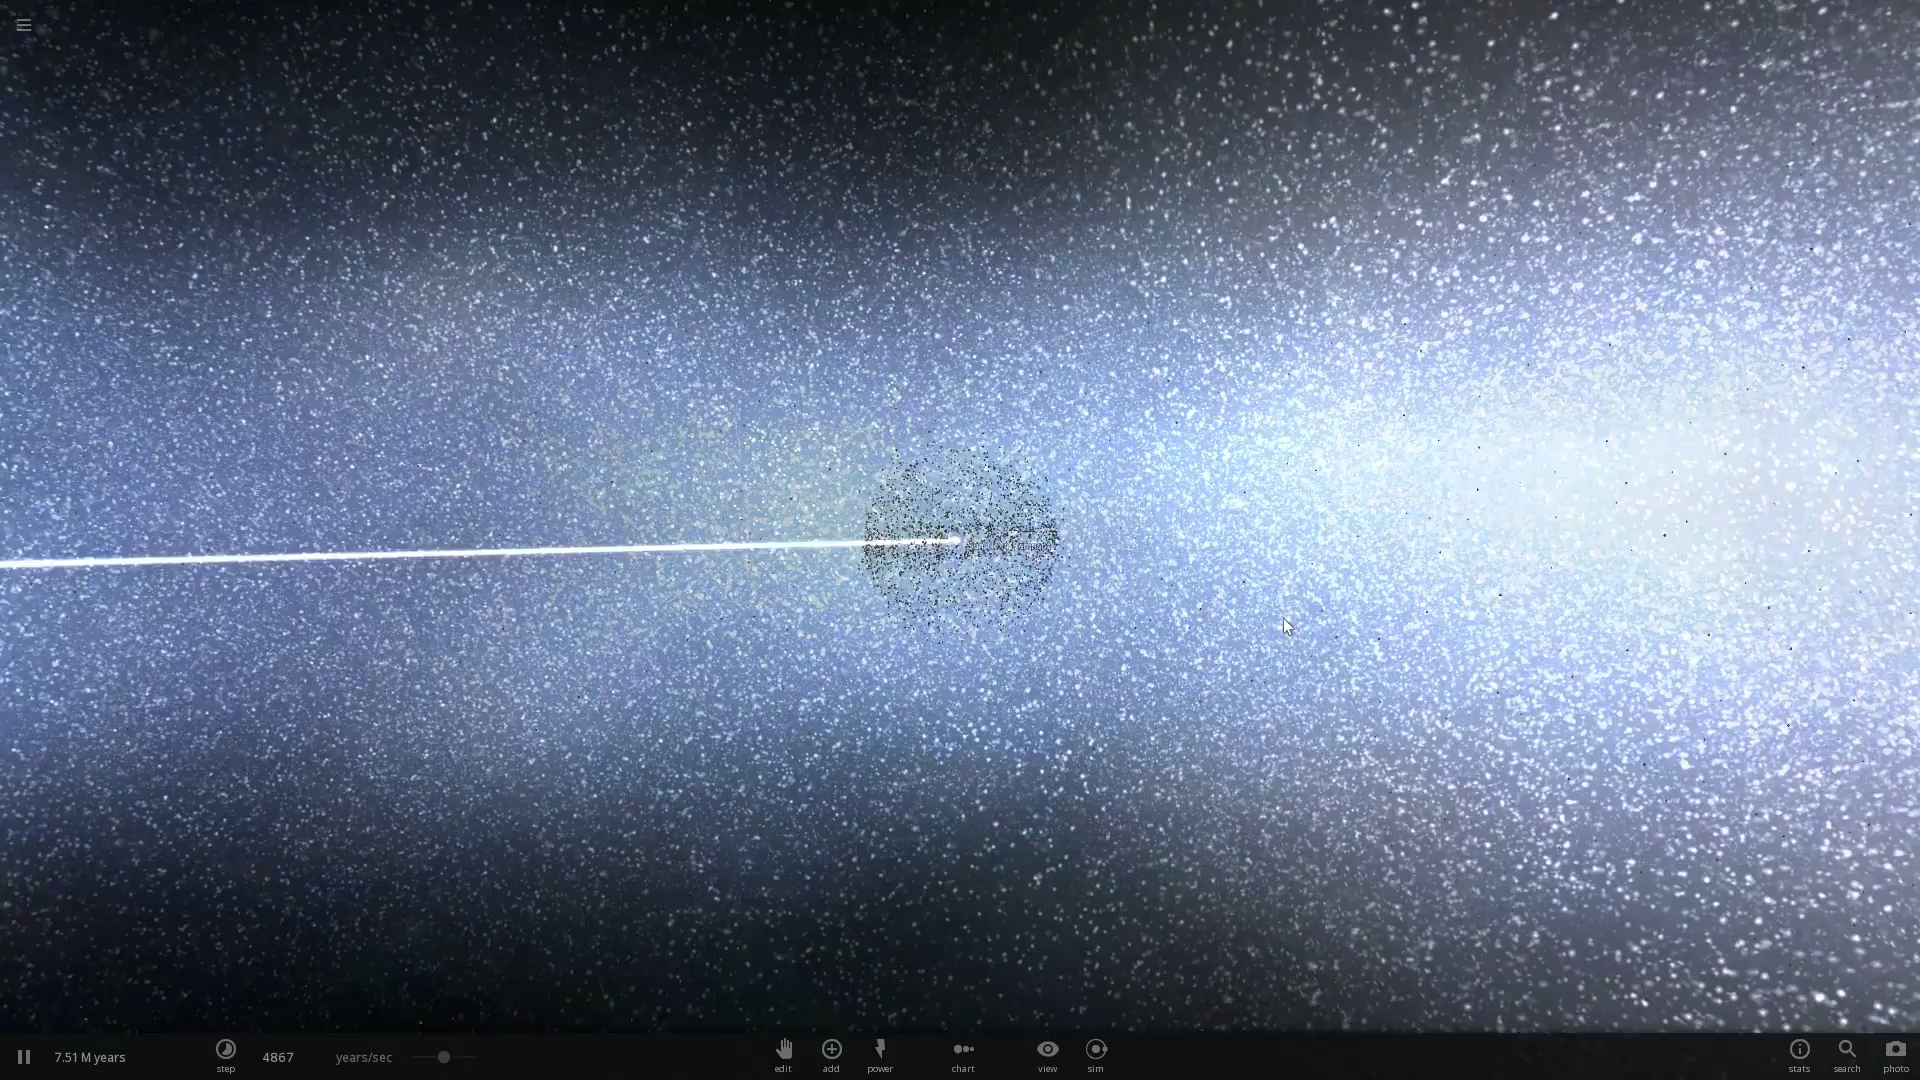 7.51 M years
step
4867
years/sec
edit
add
power
chart
view
sim
stats
search
photo